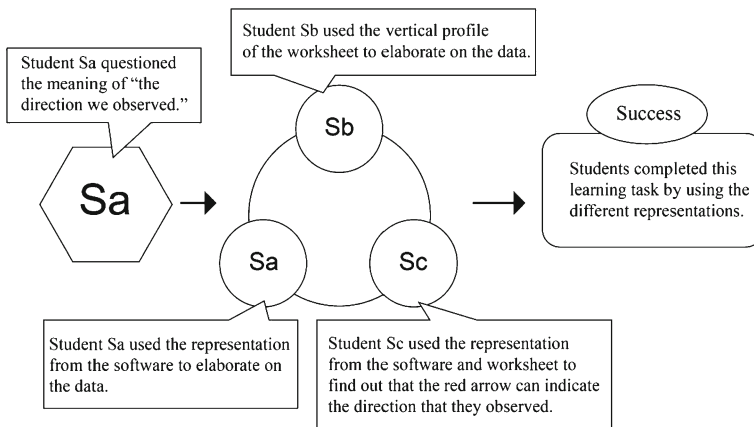 Student Sa questioned
the meaning of “the
direction we observed.”
Sa
Student Sb used the vertical profile
of the worksheet to elaborate on the data.
Sb
Sa
Sc
Student Sa used the representation
from the software to elaborate on
the data.
Student Sc used the representation
from the software and worksheet to
find out that the red arrow can indicate
the direction that they observed.
Success
Students completed this
learning task by using the
different representations.